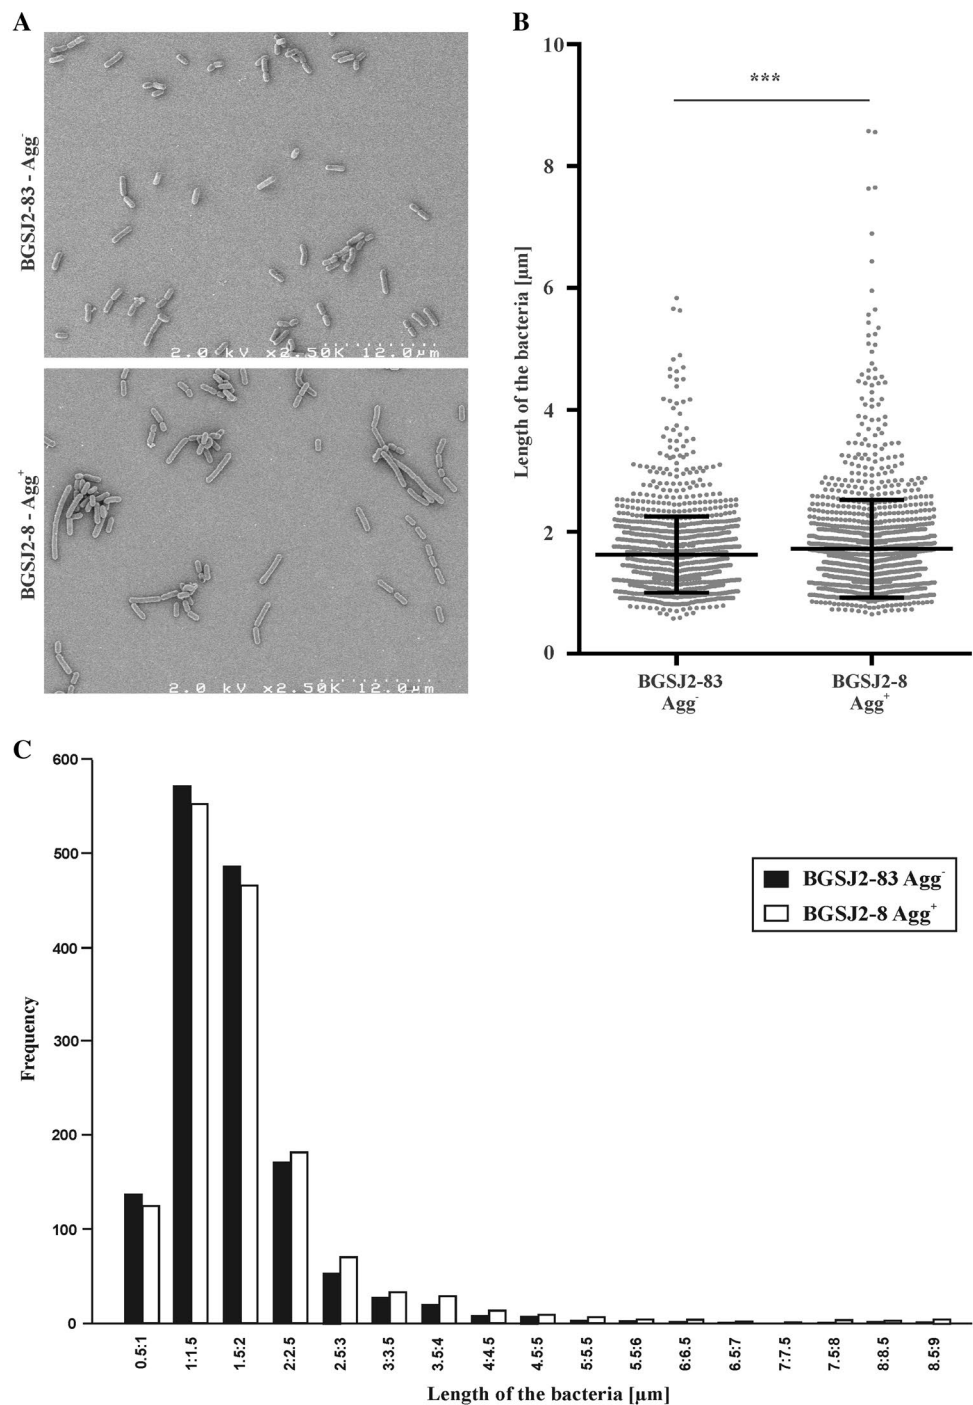 A
BGSJ2-83 - Agg⁻
2.0 kV x2.50K 12.0µm
BGSJ2-8 - Agg⁺
2.0 kV x2.50K 12.0µm
B
***
Length of the bacteria [µm]
10
8
6
4
2
0
BGSJ2-83
Agg⁻
BGSJ2-8
Agg⁺
C
Frequency
600
500
400
300
200
100
0
BGSJ2-83 Agg⁻
BGSJ2-8 Agg⁺
0.5:1
1:1.5
1.5:2
2:2.5
2.5:3
3:3.5
3.5:4
4:4.5
4.5:5
5:5.5
5.5:6
6:6.5
6.5:7
7:7.5
7.5:8
8:8.5
8.5:9
Length of the bacteria [µm]